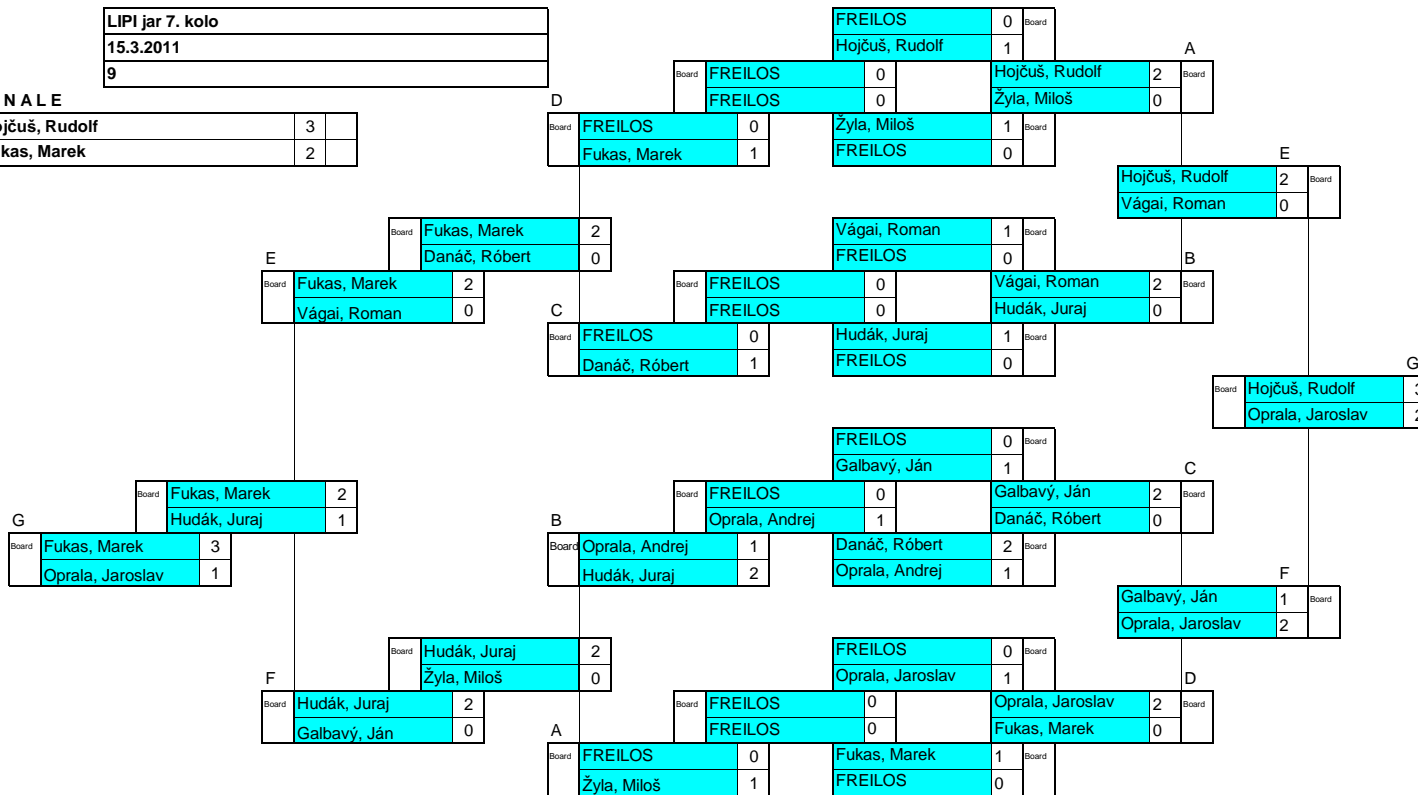 LIPI jar 7. kolo
15.3.2011
9
N A L E
ojčuš, Rudolf 3
kas, Marek 2
FREILOS 0 Board
Hojčuš, Rudolf 1
A
Board FREILOS 0
FREILOS 0
Hojčuš, Rudolf 2 Board
Žyla, Miloš 0
D
Board FREILOS 0
Fukas, Marek 1
Žyla, Miloš 1 Board
FREILOS 0
E
Hojčuš, Rudolf 2 Board
Vágai, Roman 0
Board Fukas, Marek 2
Danáč, Róbert 0
Vágai, Roman 1 Board
FREILOS 0
E
B
Board Fukas, Marek 2
Vágai, Roman 0
Board FREILOS 0
FREILOS 0
Vágai, Roman 2 Board
Hudák, Juraj 0
C
Board FREILOS 0
Danáč, Róbert 1
Hudák, Juraj 1 Board
FREILOS 0
G
Board Hojčuš, Rudolf 3
Oprala, Jaroslav 2
FREILOS 0 Board
Galbavý, Ján 1
C
Board Fukas, Marek 2
Hudák, Juraj 1
Board FREILOS 0
Oprala, Andrej 1
Galbavý, Ján 2 Board
Danáč, Róbert 0
G
B
Board Fukas, Marek 3
Oprala, Jaroslav 1
Board Oprala, Andrej 1
Hudák, Juraj 2
Danáč, Róbert 2 Board
Oprala, Andrej 1
F
Galbavý, Ján 1 Board
Oprala, Jaroslav 2
Board Hudák, Juraj 2
Žyla, Miloš 0
FREILOS 0 Board
Oprala, Jaroslav 1
F
D
Board Hudák, Juraj 2
Galbavý, Ján 0
Board FREILOS 0
FREILOS 0
Oprala, Jaroslav 2 Board
Fukas, Marek 0
A
Board FREILOS 0
Žyla, Miloš 1
Fukas, Marek 1 Board
FREILOS 0